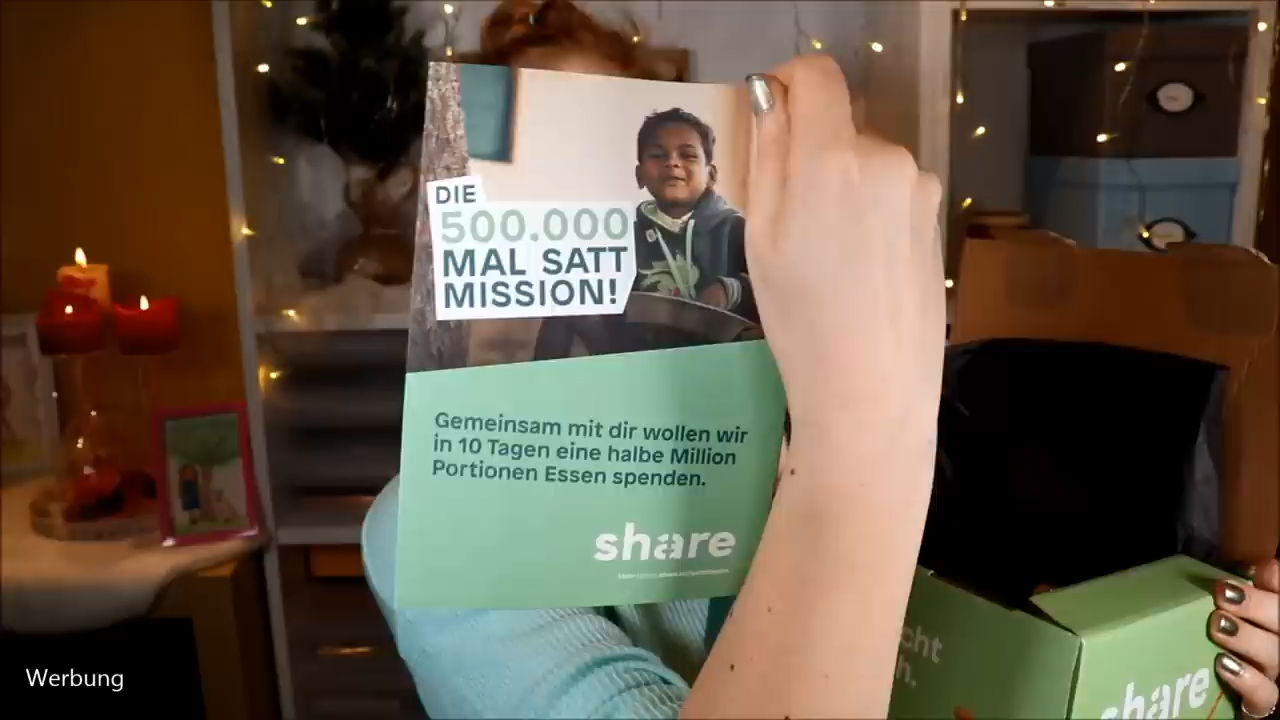 DIE
500.000
MAL SATT
MISSION!
Gemeinsam mit dir wollen wir
in 10 Tagen eine halbe Million
Portionen Essen spenden.
share
cht
h.
share
Werbung